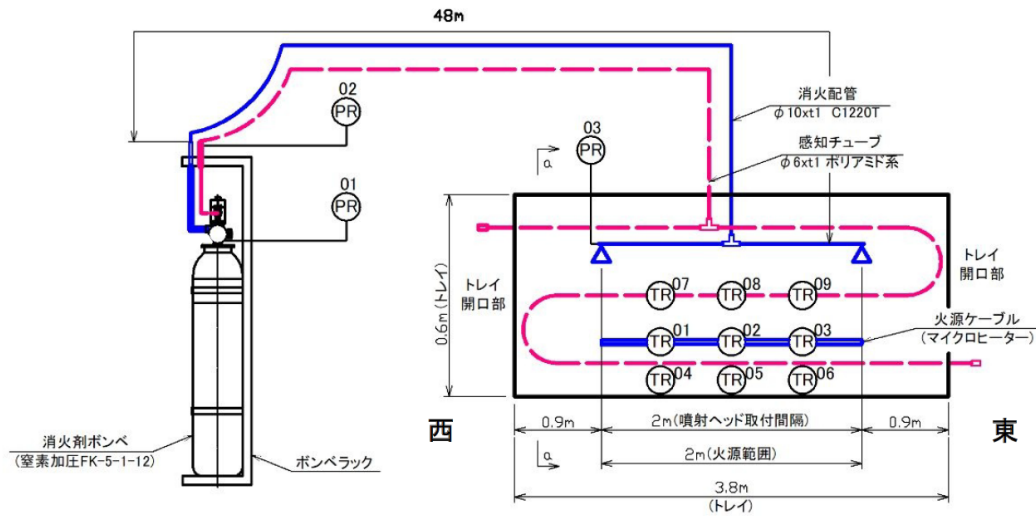 48m
02
PR
01
PR
03
PR
a
消火配管
φ10xt1 C1220T
感知チューブ
φ6xt1 ポリアミド系
トレイ
開口部
トレイ
開口部
0.6m(トレイ)
TR 07
TR 08
TR 09
TR 01
TR 02
TR 03
TR 04
TR 05
TR 06
火源ケーブル
(マイクロヒーター)
西
東
0.9m
2m(噴射ヘッド取付間隔)
0.9m
a
2m(火源範囲)
3.8m
(トレイ)
消火剤ボンベ
(窒素加圧FK-5-1-12)
ボンベラック